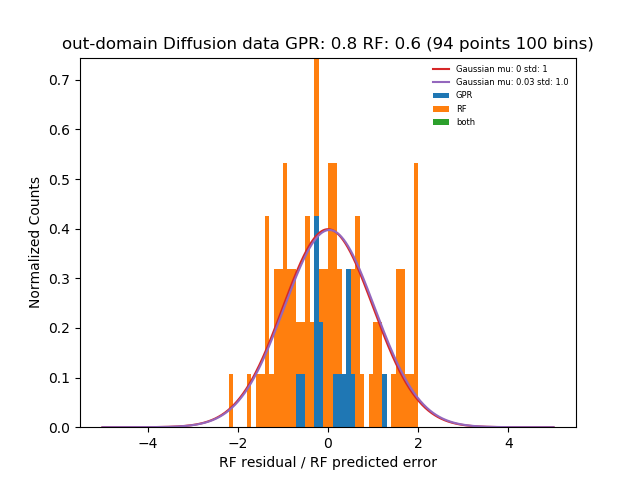 out-domain Diffusion data GPR: 0.8 RF: 0.6 (94 points 100 bins)
Gaussian mu: 0 std: 1
Gaussian mu: 0.03 std: 1.0
GPR
RF
both
Normalized Counts
0.7
0.6
0.5
0.4
0.3
0.2
0.1
0.0
−4 −2 0 2 4
RF residual / RF predicted error